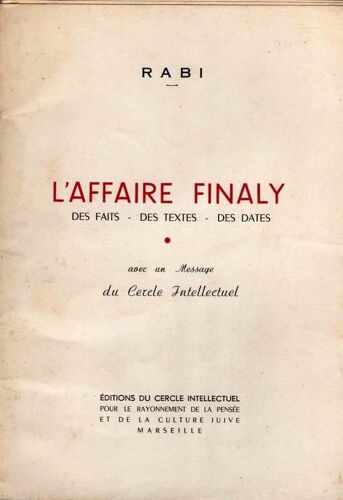 RABI
L'AFFAIRE FINALY
DES FAITS - DES TEXTES - DES DATES
avec un Message
du Cercle Intellectuel
ÉDITIONS DU CERCLE INTELLECTUEL
POUR LE RAYONNEMENT DE LA PENSÉE
ET DE LA CULTURE JUIVE
MARSEILLE